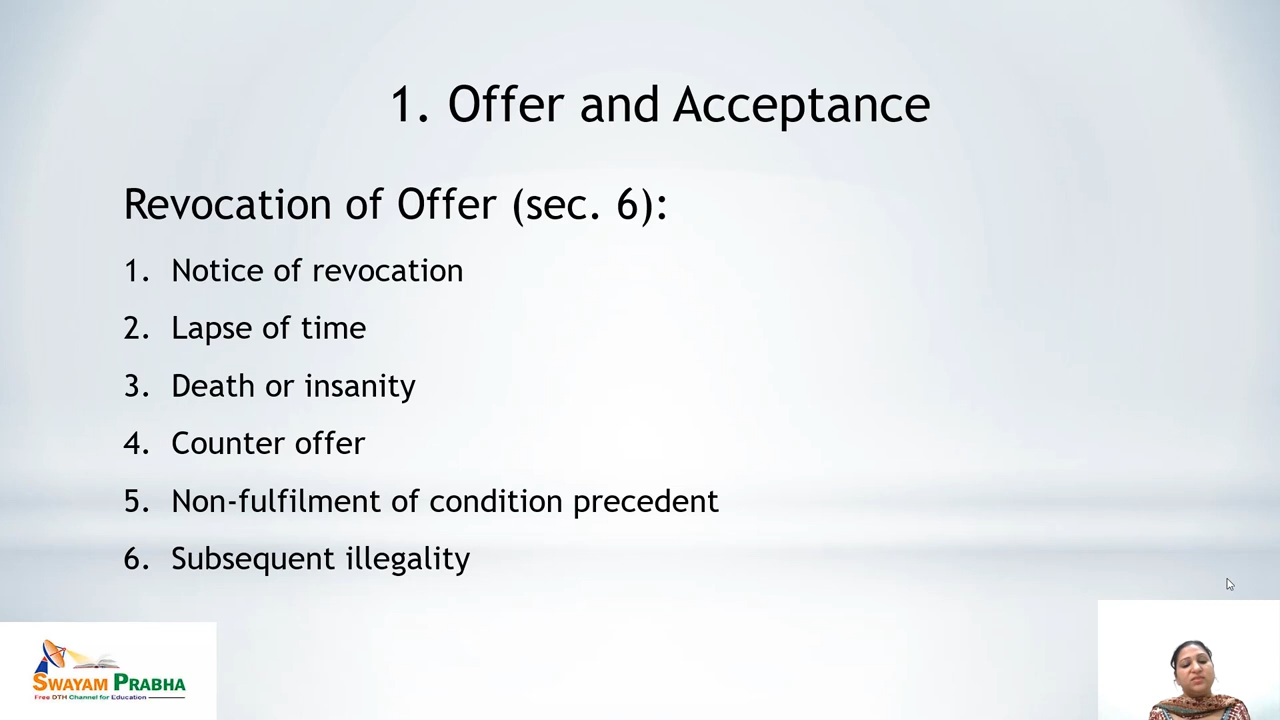 1. Offer and Acceptance
Revocation of Offer (sec. 6):
1. Notice of revocation
2. Lapse of time
3. Death or insanity
4. Counter offer
5. Non-fulfilment of condition precedent
6. Subsequent illegality
SWAYAM PRABHA
Free DTH Channel for Education